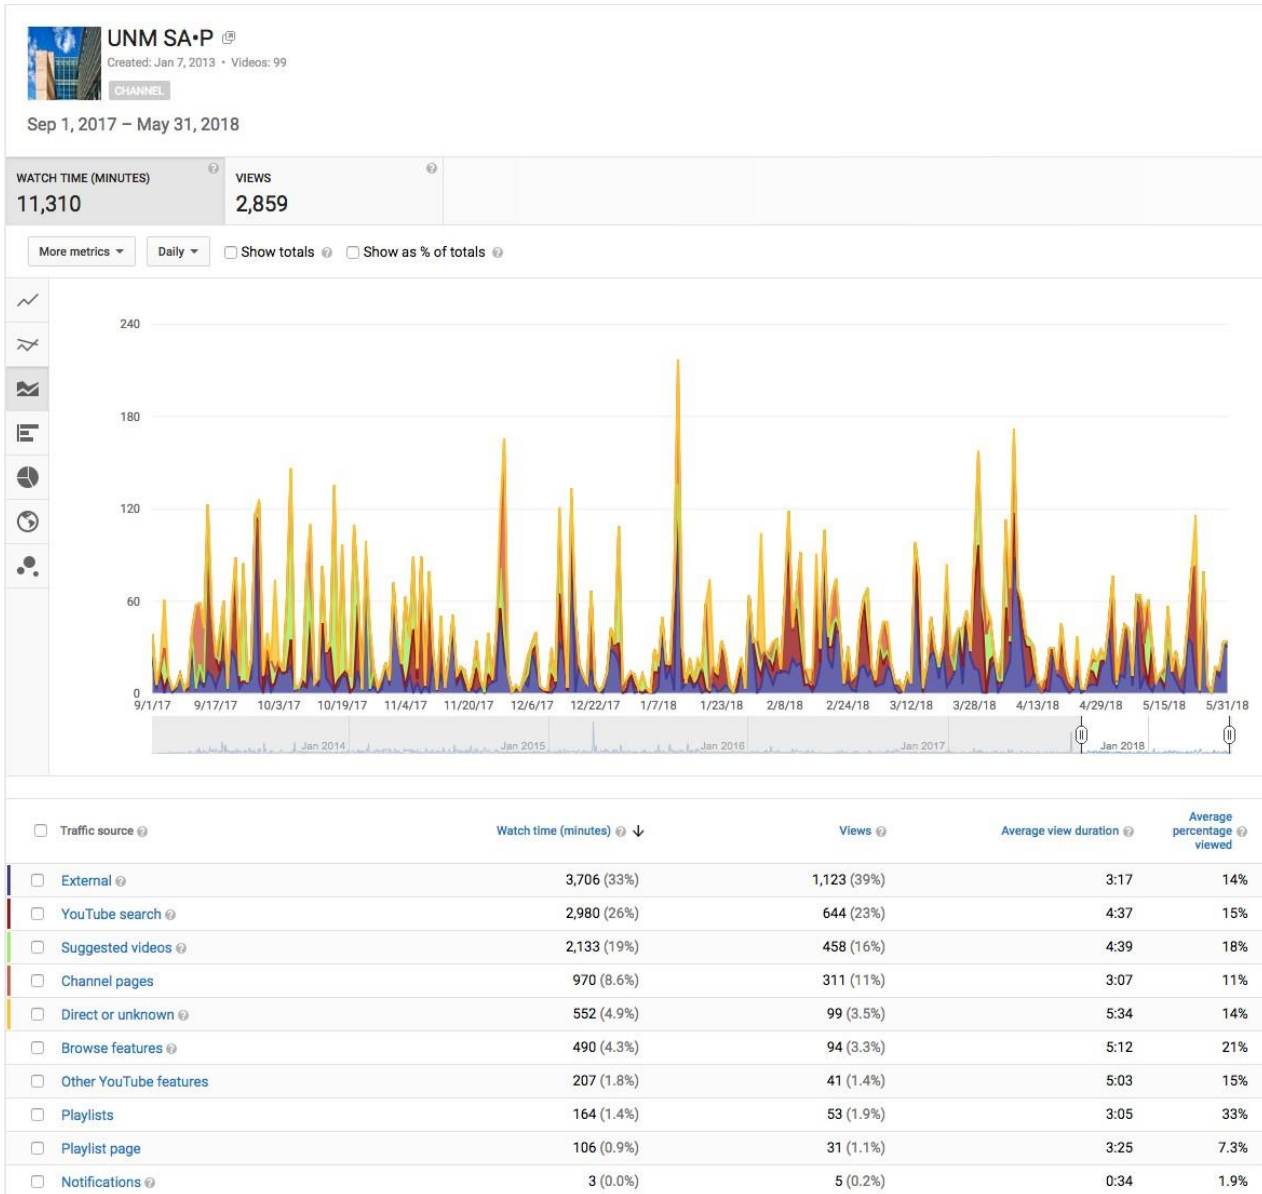 UNM SA•P
Created: Jan 7, 2013 • Videos: 99
CHANNEL
Sep 1, 2017 – May 31, 2018
WATCH TIME (MINUTES)
11,310
VIEWS
2,859
More metrics
Daily
Show totals
Show as % of totals
240
180
120
60
0
9/1/17 9/17/17 10/3/17 10/19/17 11/4/17 11/20/17 12/6/17 12/22/17 1/7/18 1/23/18 2/8/18 2/24/18 3/12/18 3/28/18 4/13/18 4/29/18 5/15/18 5/31/18
Jan 2014 Jan 2015 Jan 2016 Jan 2017 Jan 2018
Traffic source Watch time (minutes) Views Average view duration Average percentage viewed
External 3,706 (33%) 1,123 (39%) 3:17 14%
YouTube search 2,980 (26%) 644 (23%) 4:37 15%
Suggested videos 2,133 (19%) 458 (16%) 4:39 18%
Channel pages 970 (8.6%) 311 (11%) 3:07 11%
Direct or unknown 552 (4.9%) 99 (3.5%) 5:34 14%
Browse features 490 (4.3%) 94 (3.3%) 5:12 21%
Other YouTube features 207 (1.8%) 41 (1.4%) 5:03 15%
Playlists 164 (1.4%) 53 (1.9%) 3:05 33%
Playlist page 106 (0.9%) 31 (1.1%) 3:25 7.3%
Notifications 3 (0.0%) 5 (0.2%) 0:34 1.9%